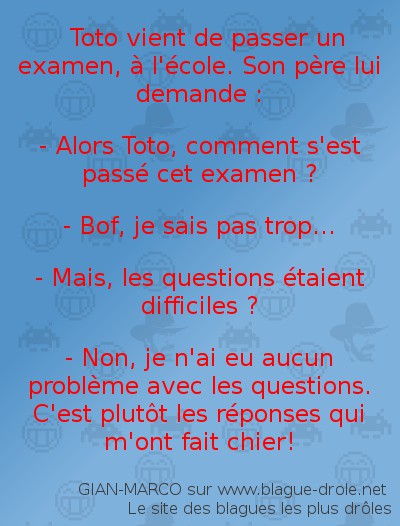 Toto vient de passer un
examen, à l'école. Son père lui
demande :
- Alors Toto, comment s'est
passé cet examen ?
- Bof, je sais pas trop...
- Mais, les questions étaient
difficiles ?
- Non, je n'ai eu aucun
problème avec les questions.
C'est plutôt les réponses qui
m'ont fait chier!
GIAN-MARCO sur www.blague-drole.net
Le site des blagues les plus drôles